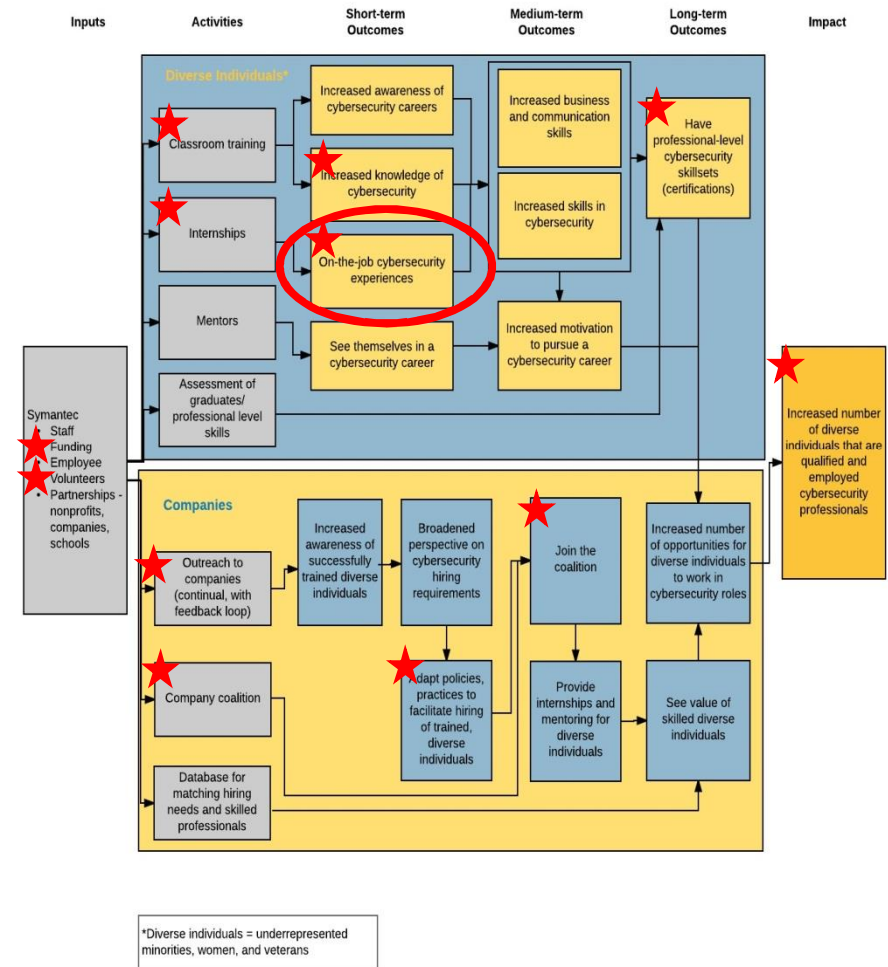 Inputs
Activities
Short-term
Outcomes
Medium-term
Outcomes
Long-term
Outcomes
Impact
Diverse Individuals*
Classroom training
Internships
Mentors
Assessment of
graduates/
professional level
skills
Increased awareness of
cybersecurity careers
Increased knowledge of
cybersecurity
On-the-job cybersecurity
experiences
See themselves in a
cybersecurity career
Increased business
and communication
skills
Increased skills in
cybersecurity
Increased motivation
to pursue a
cybersecurity career
Have
professional-level
cybersecurity
skillsets
(certifications)
Symantec
• Staff
Funding
• Employee
Volunteers
• Partnerships -
nonprofits,
companies,
schools
Companies
Outreach to
companies
(continual, with
feedback loop)
Company coalition
Database for
matching hiring
needs and skilled
professionals
Increased
awareness of
successfully
trained diverse
individuals
Broadened
perspective on
cybersecurity
hiring
requirements
Adapt policies,
practices to
facilitate hiring
of trained,
diverse
individuals
Join the
coalition
Provide
internships and
mentoring for
diverse
individuals
Increased number
of opportunities for
diverse individuals
to work in
cybersecurity roles
See value of
skilled diverse
individuals
Increased number
of diverse
individuals that are
qualified and
employed
cybersecurity
professionals
*Diverse individuals = underrepresented
minorities, women, and veterans